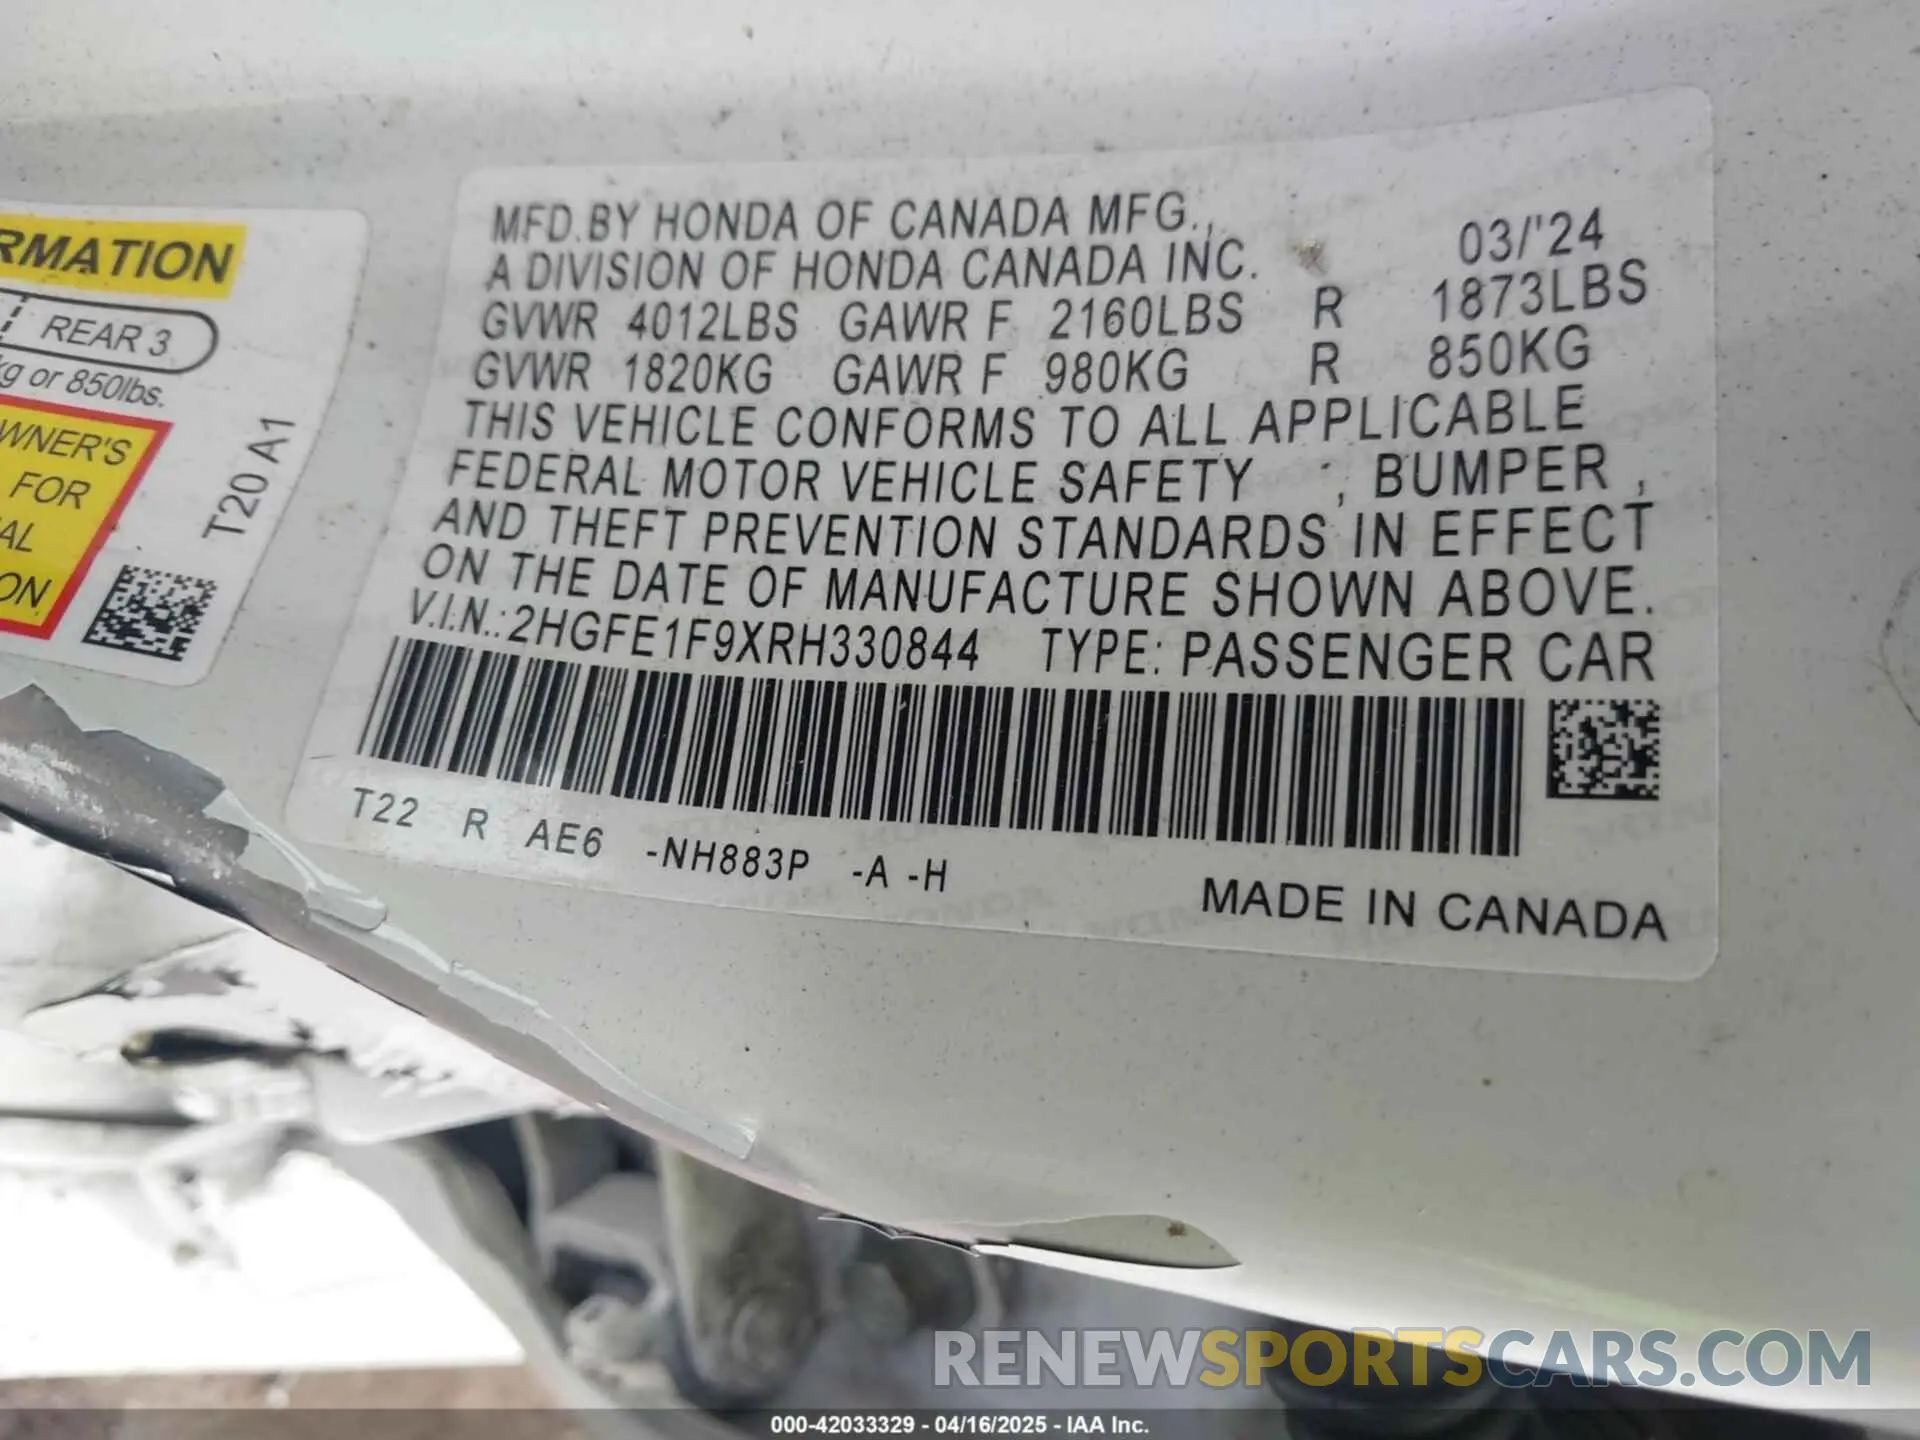 RMATION
REAR 3
kg or 850lbs.
WNER'S
FOR
AL
ON
T20 A1
MFD.BY HONDA OF CANADA MFG.,
A DIVISION OF HONDA CANADA INC. 03/'24
GVWR 4012LBS GAWR F 2160LBS R 1873LBS
GVWR 1820KG GAWR F 980KG R 850KG
THIS VEHICLE CONFORMS TO ALL APPLICABLE
FEDERAL MOTOR VEHICLE SAFETY , BUMPER ,
AND THEFT PREVENTION STANDARDS IN EFFECT
ON THE DATE OF MANUFACTURE SHOWN ABOVE.
V.I.N.: 2HGFE1F9XRH330844 TYPE: PASSENGER CAR
T22 R AE6 -NH883P -A -H
MADE IN CANADA
RENEWSPORTSCARS.COM
000-42033329 - 04/16/2025 - IAA Inc.